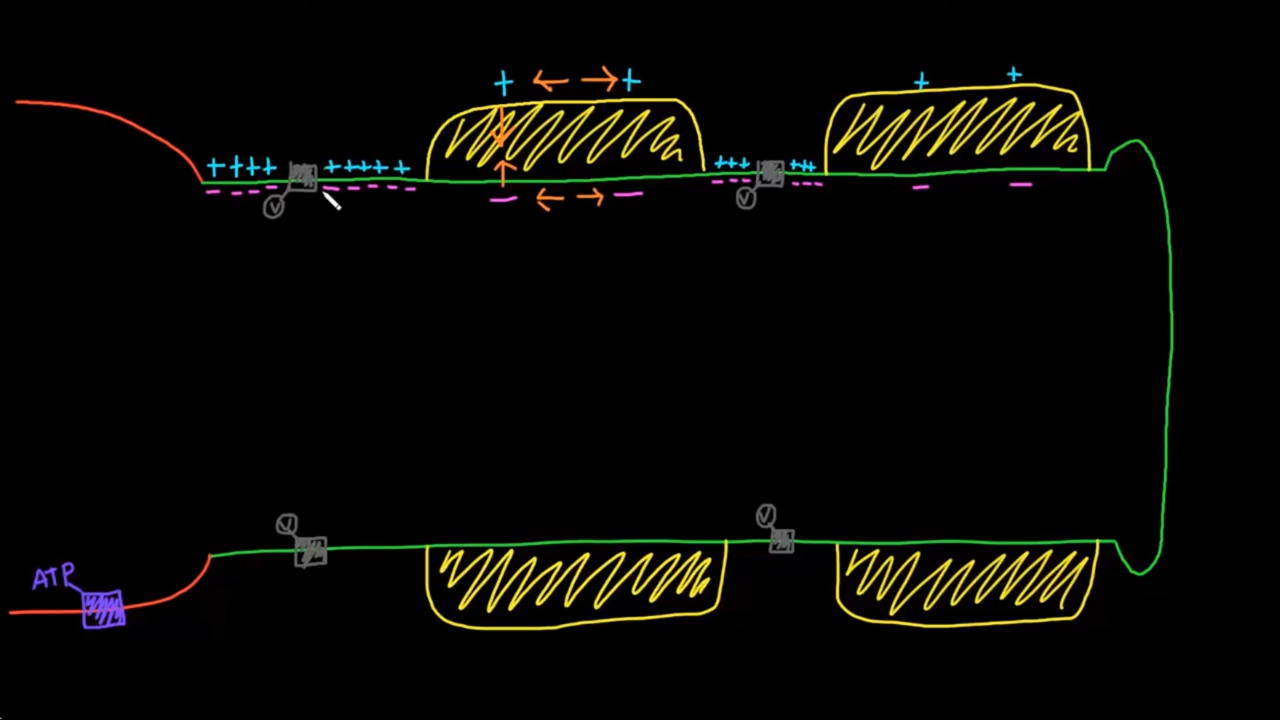 + ← → +
+ +
++++ +++++
+++ +++
V
V
- - - - - - - - -
- - - - - -
- ← → -
- -
V
V
ATP